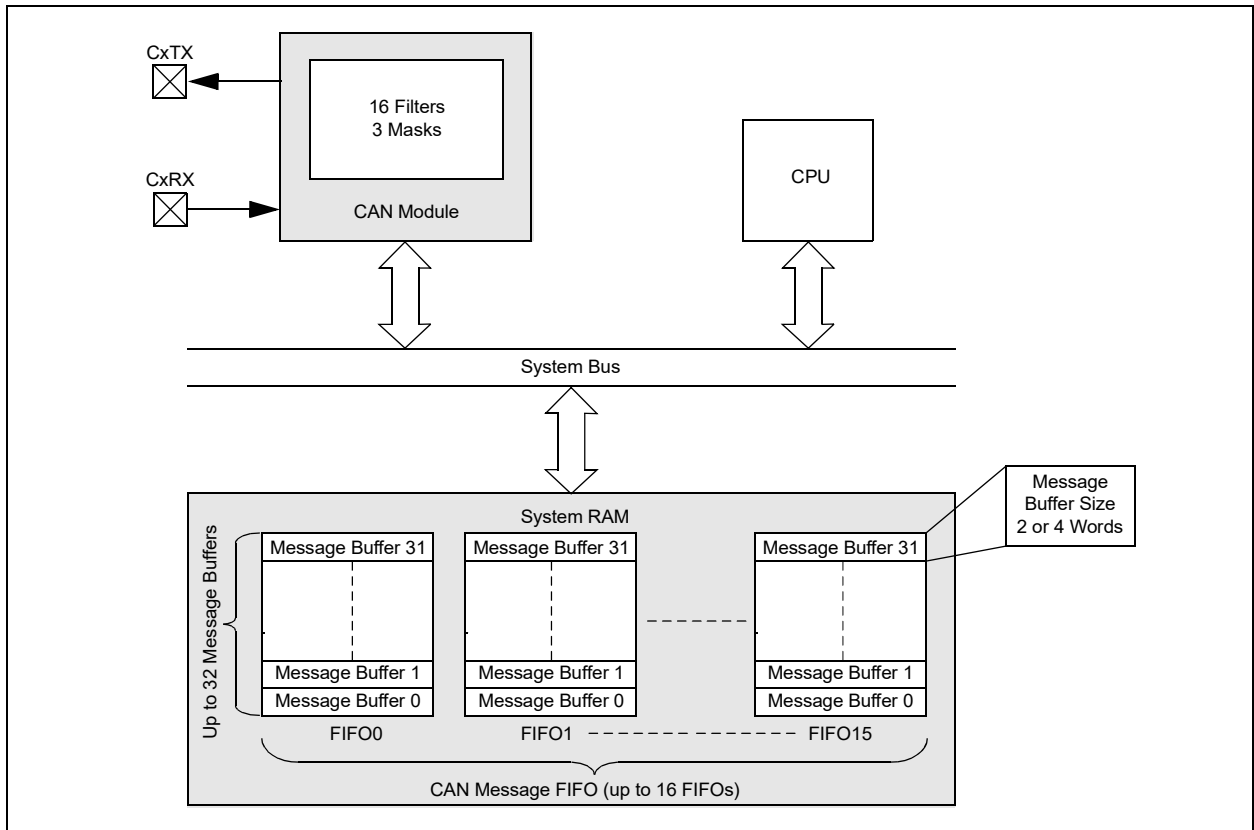 CxTX
16 Filters
3 Masks
CxRX
CAN Module
CPU
System Bus
Message
Buffer Size
2 or 4 Words
System RAM
Up to 32 Message Buffers
Message Buffer 31
Message Buffer 31
Message Buffer 31
Message Buffer 1
Message Buffer 1
Message Buffer 1
Message Buffer 0
Message Buffer 0
Message Buffer 0
FIFO0
FIFO1
FIFO15
CAN Message FIFO (up to 16 FIFOs)